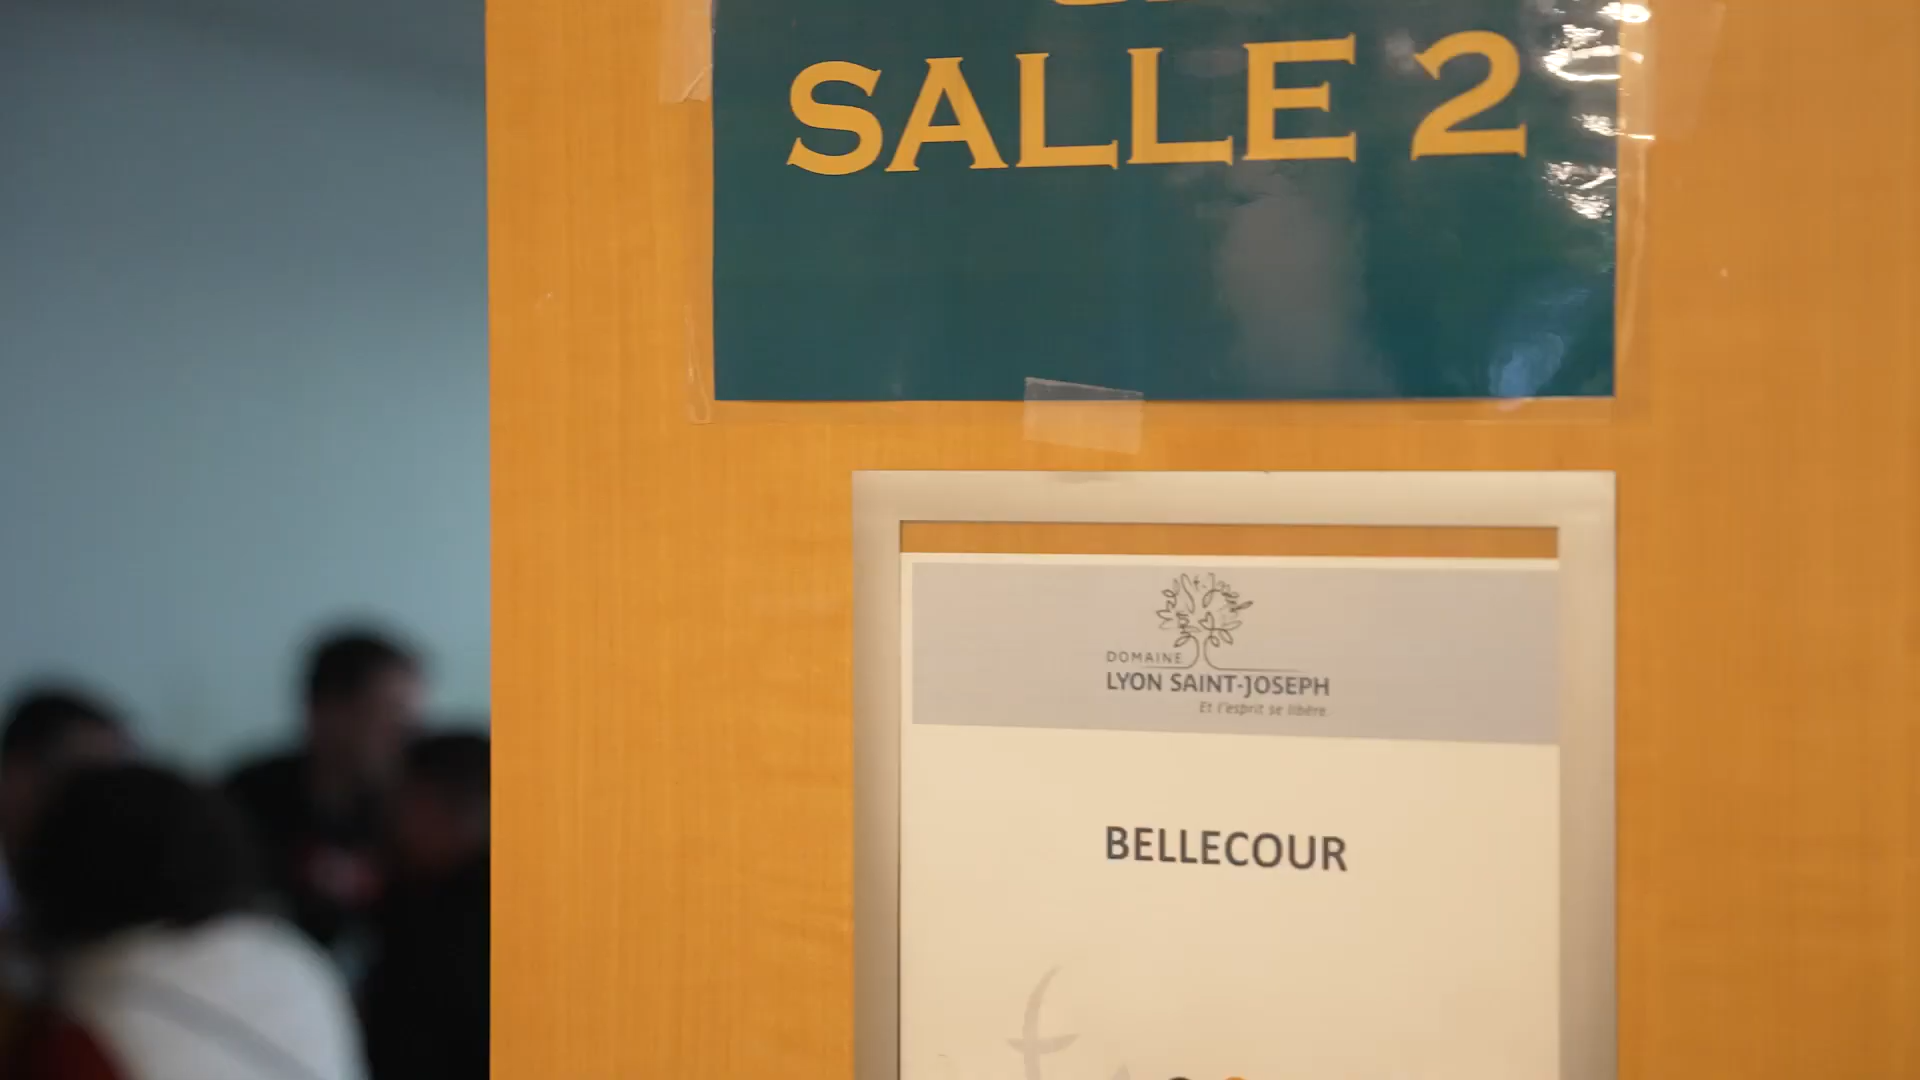 SALLE 2
DOMAINE
LYON SAINT-JOSEPH
Et l'esprit se libère.
BELLECOUR